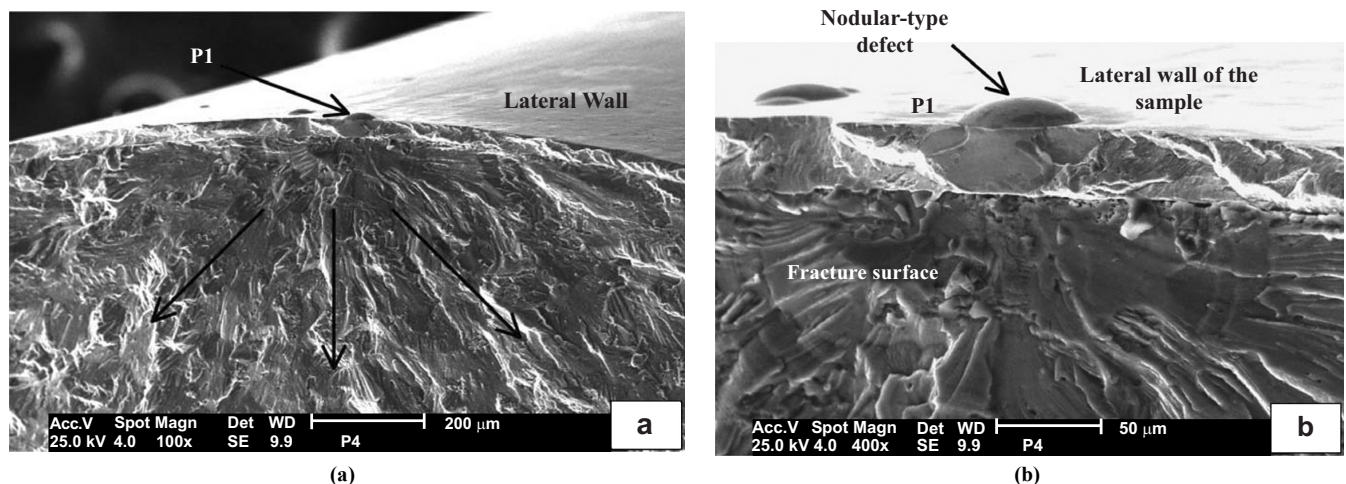 P1
Lateral Wall
Acc.V Spot Magn Det WD 200 μm
25.0 kV 4.0 100x SE 9.9 P4
a
(a)
Nodular-type
defect
Lateral wall of the
sample
P1
Fracture surface
Acc.V Spot Magn Det WD 50 μm
25.0 kV 4.0 400x SE 9.9 P4
b
(b)